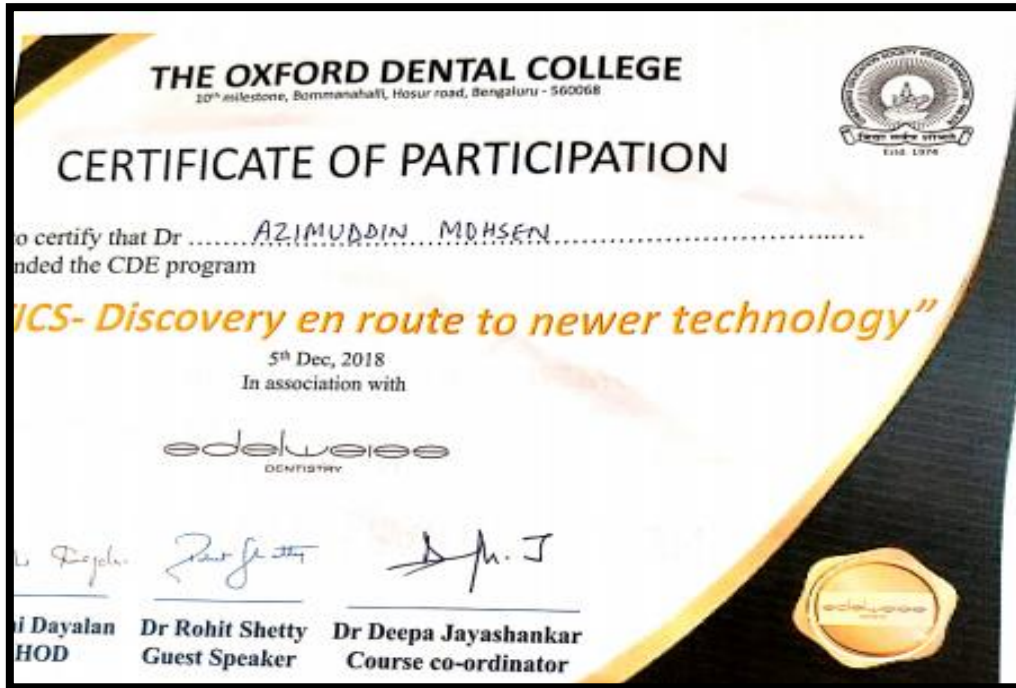 THE OXFORD DENTAL COLLEGE
10th milestone, Bommanahalli, Hosur road, Bengaluru - 560068
Estd. 1974
CERTIFICATE OF PARTICIPATION
o certify that Dr ...... AZIMUDDIN MOHSEN ......
nded the CDE program
ICS- Discovery en route to newer technology”
5th Dec, 2018
In association with
edelweiss
DENTISTRY
D M. J
i Dayalan Dr Rohit Shetty Dr Deepa Jayashankar
HOD Guest Speaker Course co-ordinator
edelweiss